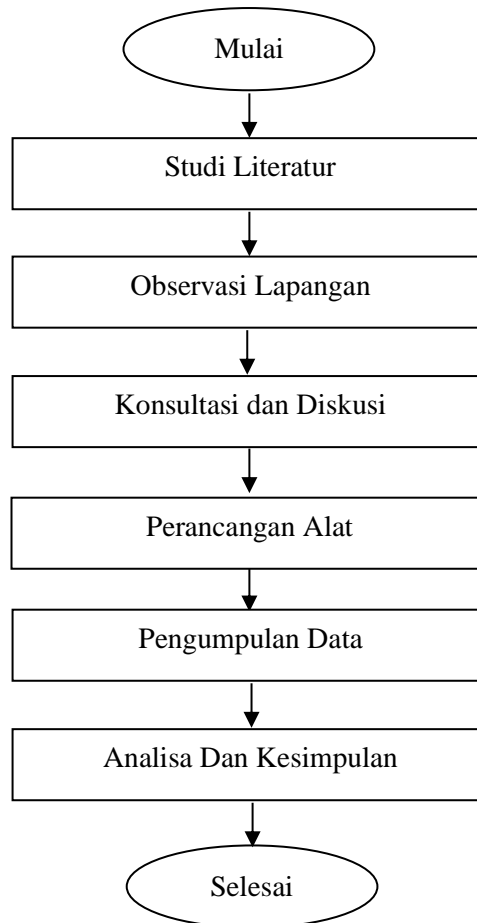 Mulai
Studi Literatur
Observasi Lapangan
Konsultasi dan Diskusi
Perancangan Alat
Pengumpulan Data
Analisa Dan Kesimpulan
Selesai